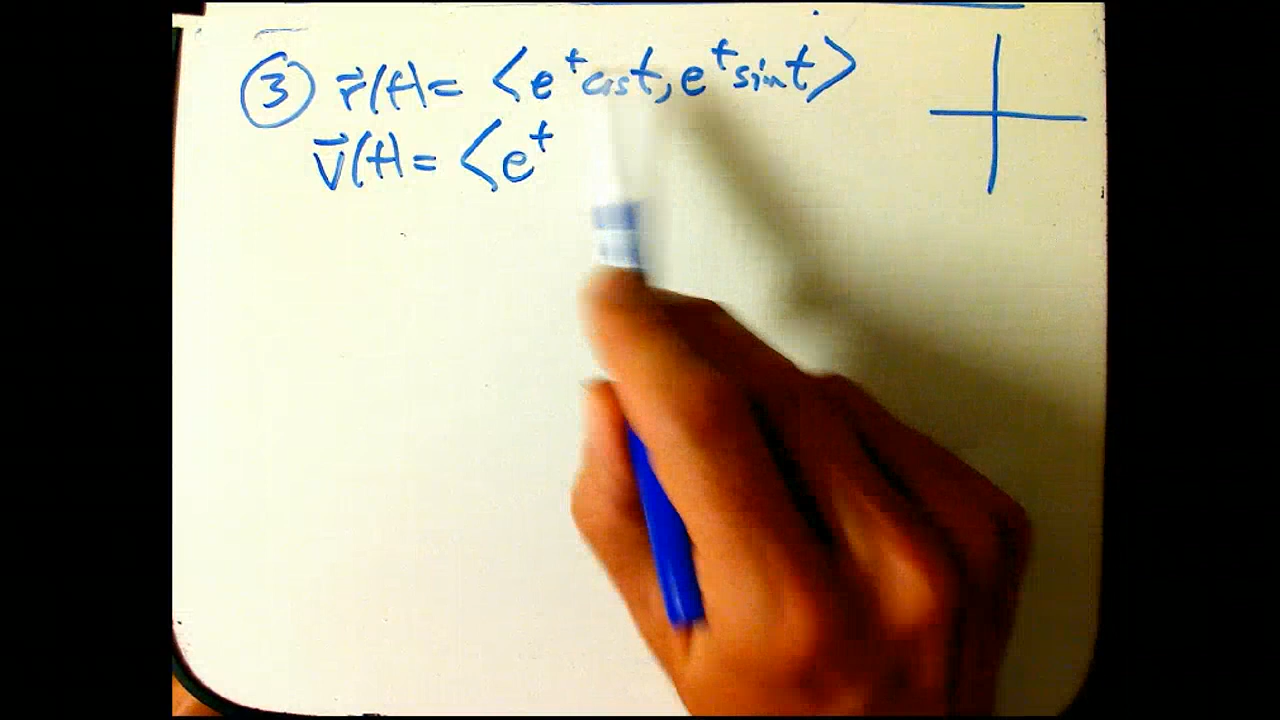 ③ r⃗(t) = <e^t cos t, e^t sin t>
v⃗(t) = <e^t